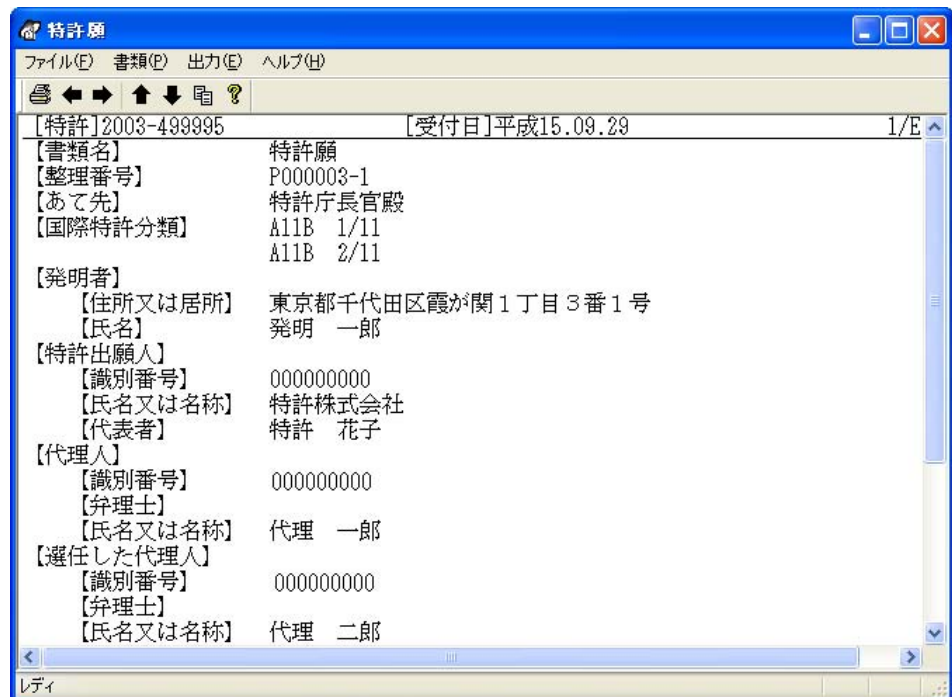 特許願
ファイル(F) 書類(P) 出力(E) ヘルプ(H)
[特許]2003-499995 [受付日]平成15.09.29 1/E
【書類名】 特許願
【整理番号】 P000003-1
【あて先】 特許庁長官殿
【国際特許分類】 A11B 1/11
A11B 2/11
【発明者】
【住所又は居所】 東京都千代田区霞が関1丁目3番1号
【氏名】 発明 一郎
【特許出願人】
【識別番号】 000000000
【氏名又は名称】 特許株式会社
【代表者】 特許 花子
【代理人】
【識別番号】 000000000
【弁理士】
【氏名又は名称】 代理 一郎
【選任した代理人】
【識別番号】 000000000
【弁理士】
【氏名又は名称】 代理 二郎
レディ